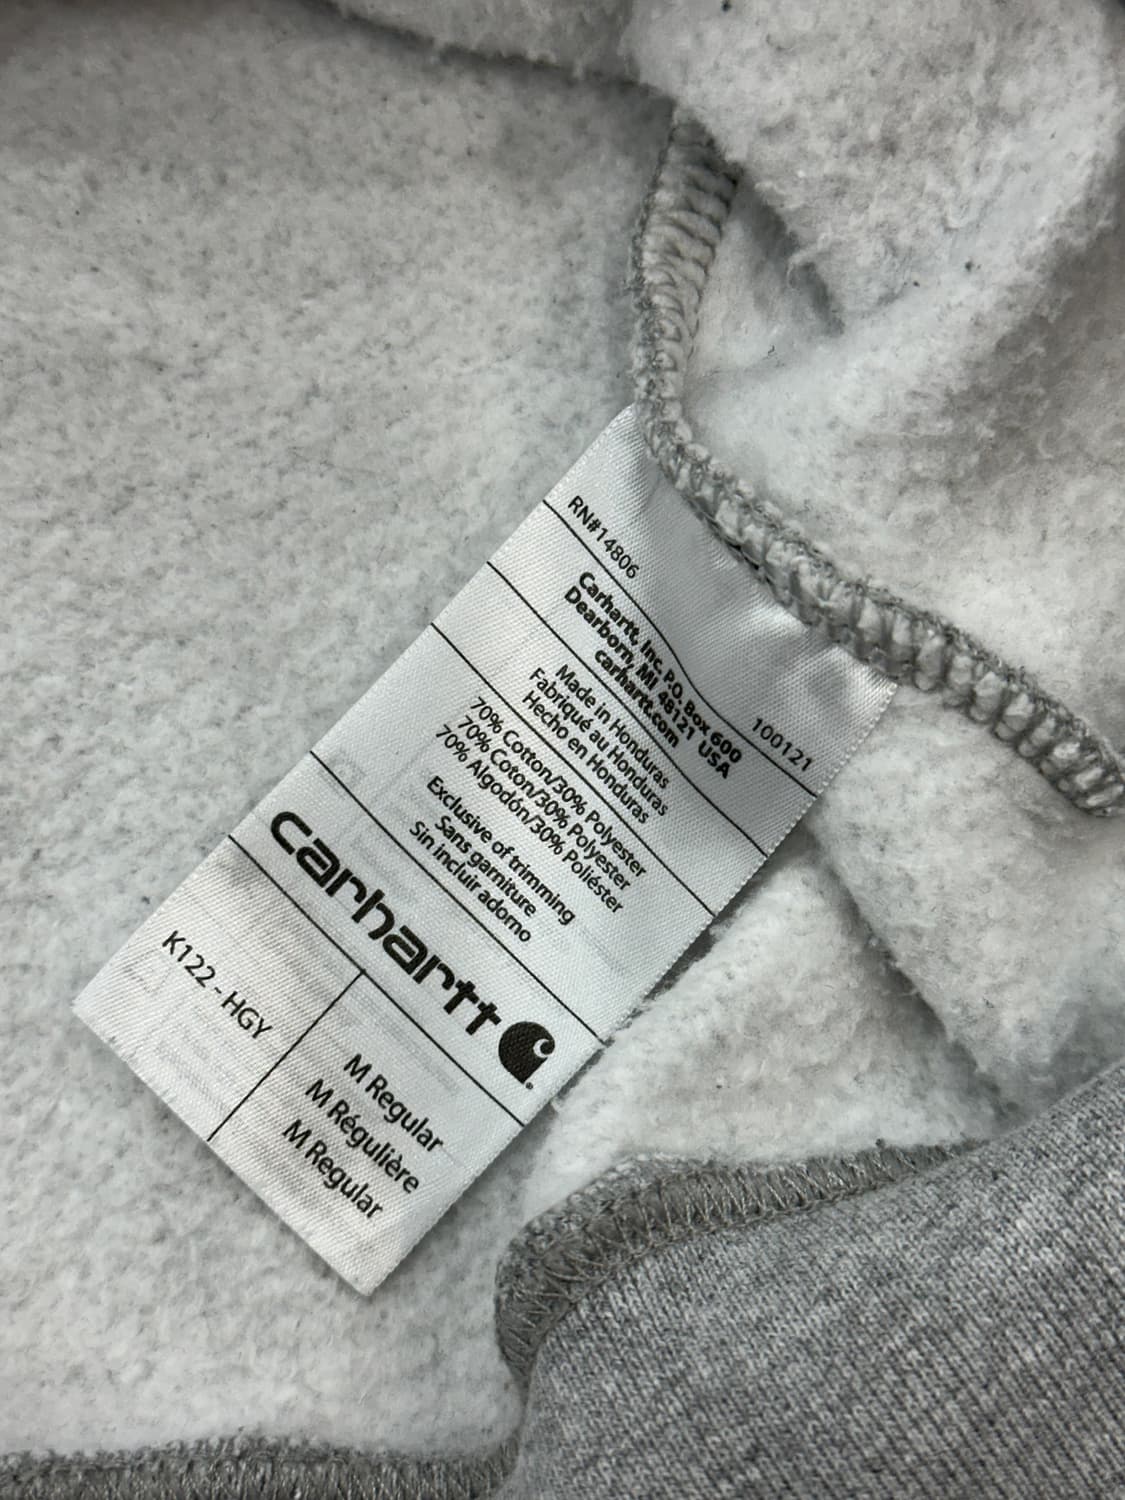 RN#14806
100121
Carhartt, Inc. P.O. Box 600
Dearborn, MI 48121 USA
carhartt.com
Made in Honduras
Fabriqué au Honduras
Hecho en Honduras
70% Cotton/30% Polyester
70% Coton/30% Polyester
70% Algodón/30% Poliéster
Exclusive of trimming
Sans garniture
Sin incluir adorno
carhartt
K122 - HGY
M Regular
M Régulière
M Regular